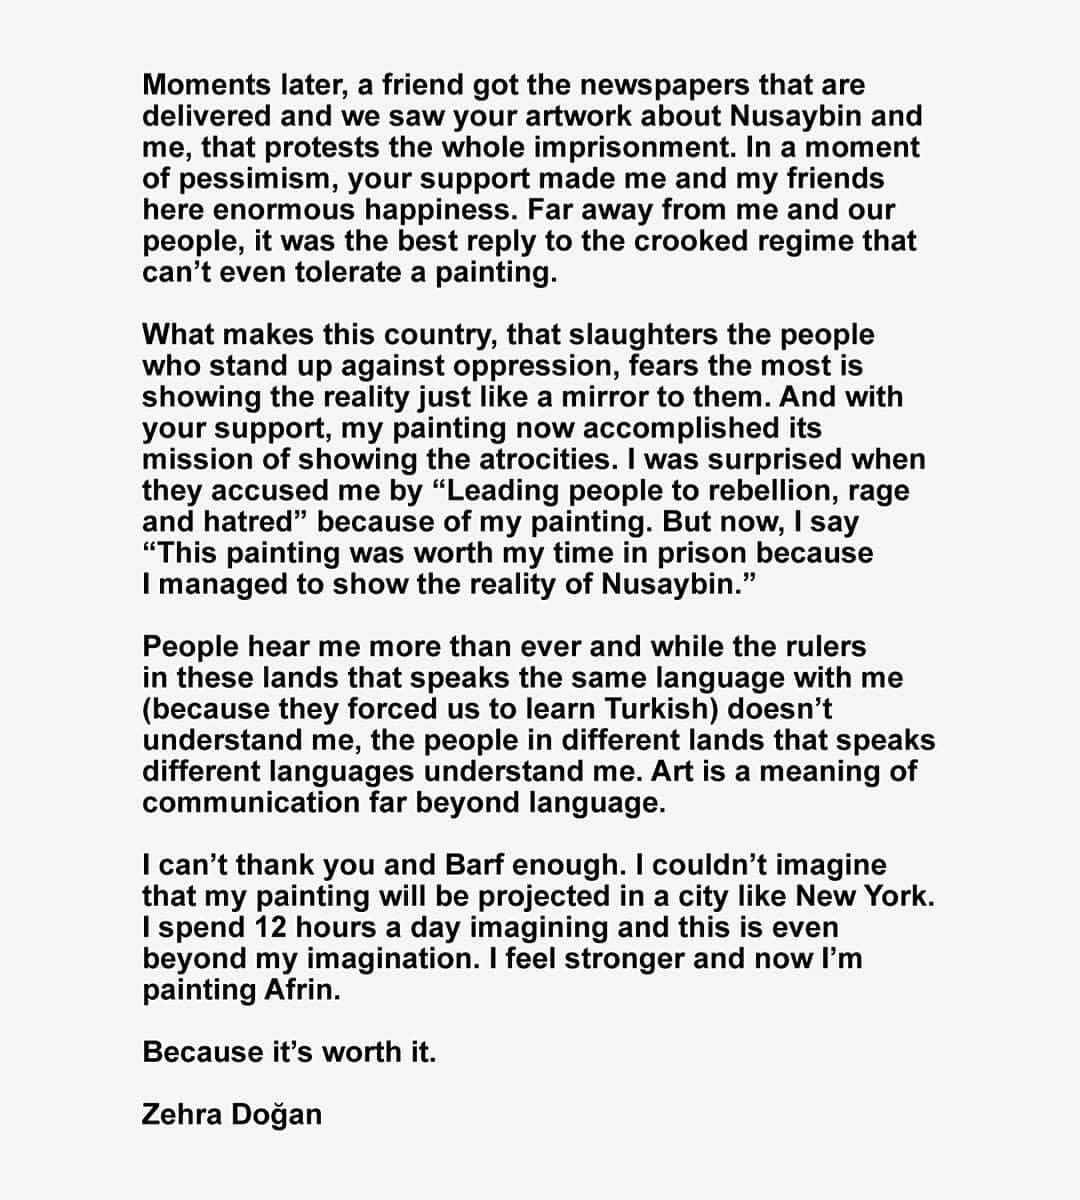 Moments later, a friend got the newspapers that are
delivered and we saw your artwork about Nusaybin and
me, that protests the whole imprisonment. In a moment
of pessimism, your support made me and my friends
here enormous happiness. Far away from me and our
people, it was the best reply to the crooked regime that
can’t even tolerate a painting.
What makes this country, that slaughters the people
who stand up against oppression, fears the most is
showing the reality just like a mirror to them. And with
your support, my painting now accomplished its
mission of showing the atrocities. I was surprised when
they accused me by “Leading people to rebellion, rage
and hatred” because of my painting. But now, I say
“This painting was worth my time in prison because
I managed to show the reality of Nusaybin.”
People hear me more than ever and while the rulers
in these lands that speaks the same language with me
(because they forced us to learn Turkish) doesn’t
understand me, the people in different lands that speaks
different languages understand me. Art is a meaning of
communication far beyond language.
I can’t thank you and Barf enough. I couldn’t imagine
that my painting will be projected in a city like New York.
I spend 12 hours a day imagining and this is even
beyond my imagination. I feel stronger and now I’m
painting Afrin.
Because it’s worth it.
Zehra Doğan